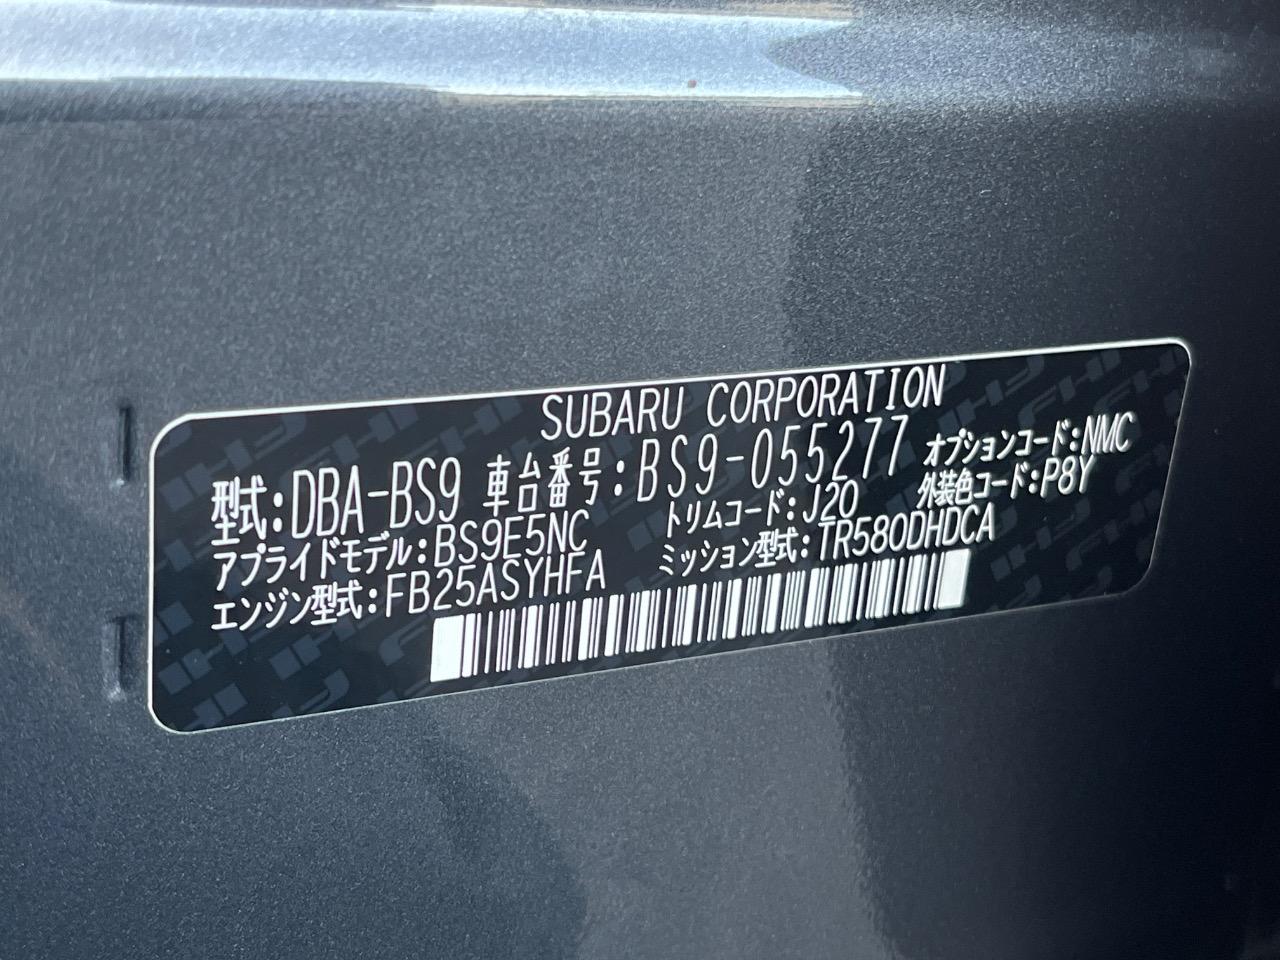 SUBARU CORPORATION
型式:DBA-BS9 車台番号:BS9-055277 オプションコード:NMC
アプライドモデル:BS9E5NC トリムコード:J20 外装色コード:P8Y
エンジン型式:FB25ASYHFA ミッション型式:TR580DHDCA